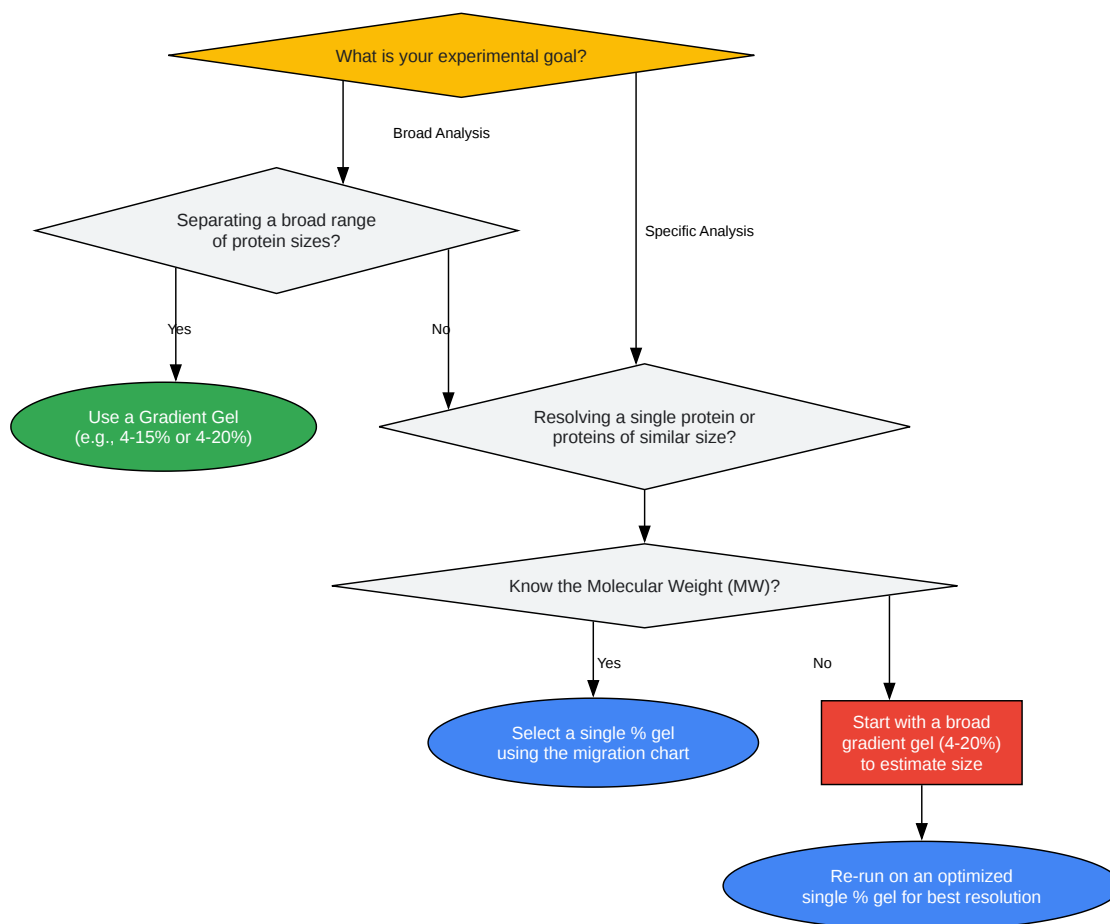 What is your experimental goal?
Broad Analysis
Separating a broad range
of protein sizes?
Specific Analysis
Yes
No
Use a Gradient Gel
(e.g., 4-15% or 4-20%)
Resolving a single protein or
proteins of similar size?
Know the Molecular Weight (MW)?
Yes
No
Select a single % gel
using the migration chart
Start with a broad
gradient gel (4-20%)
to estimate size
Re-run on an optimized
single % gel for best resolution